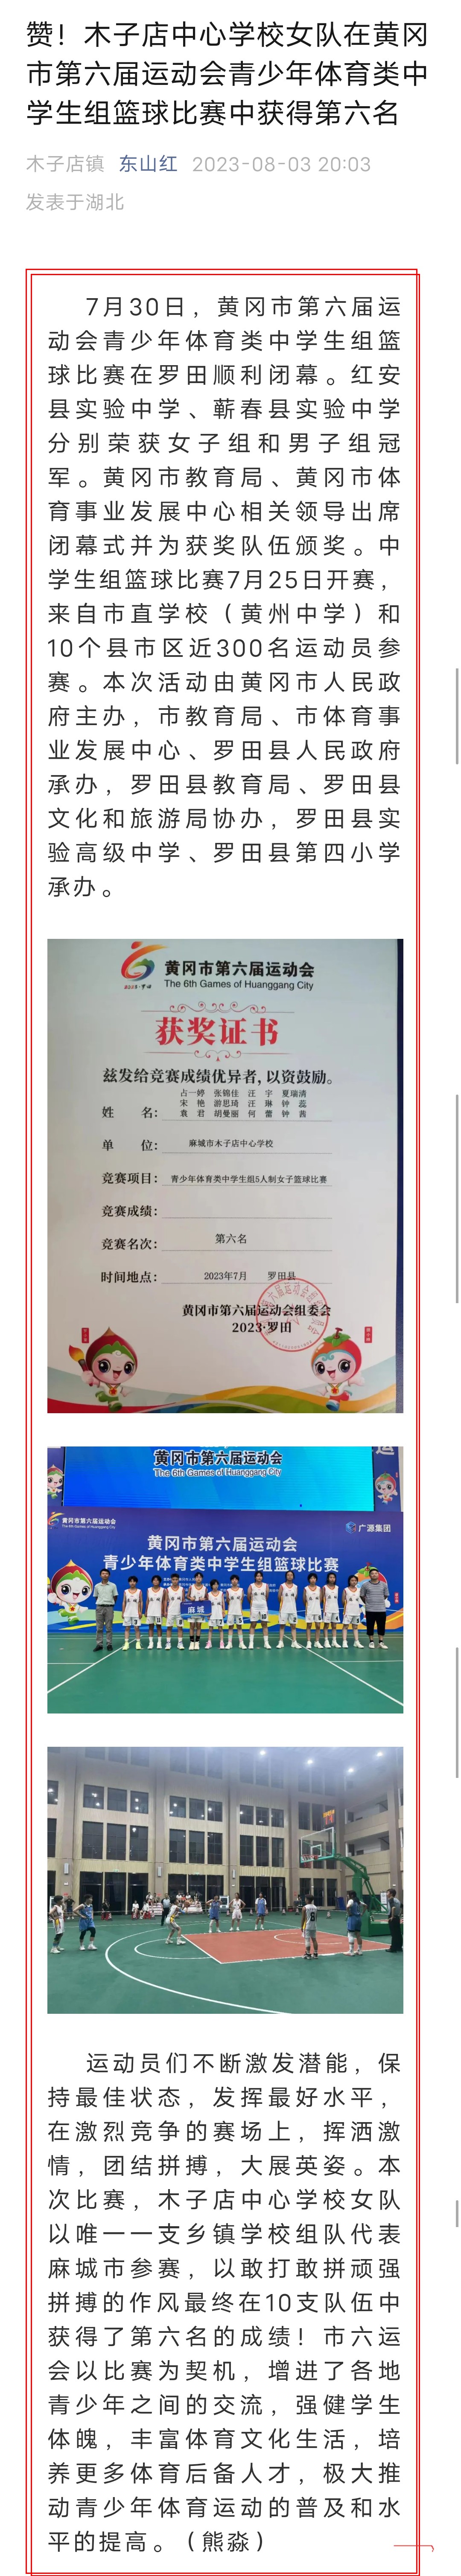 赞！木子店中心学校女队在黄冈
市第六届运动会青少年体育类中
学生组篮球比赛中获得第六名
木子店镇 东山红 2023-08-03 20:03
发表于湖北
7月30日，黄冈市第六届运
动会青少年体育类中学生组篮
球比赛在罗田顺利闭幕。红安
县实验中学、蕲春县实验中学
分别荣获女子组和男子组冠
军。黄冈市教育局、黄冈市体
育事业发展中心相关领导出席
闭幕式并为获奖队伍颁奖。中
学生组篮球比赛7月25日开赛，
来自市直学校（黄州中学）和
10个县市区近300名运动员参
赛。本次活动由黄冈市人民政
府主办，市教育局、市体育事
业发展中心、罗田县人民政府
承办，罗田县教育局、罗田县
文化和旅游局协办，罗田县实
验高级中学、罗田县第四小学
承办。
黄冈市第六届运动会
The 6th Games of Huanggang City
2023·罗田
获奖证书
兹发给竞赛成绩优异者，以资鼓励。
占一婷 张锦佳 汪宇 夏瑞清
宋艳 游思琦 汪琳 钟蕊
姓 名：袁君 胡曼丽 何蕾 钟茜
单 位：麻城市木子店中心学校
竞赛项目：青少年体育类中学生组5人制女子篮球比赛
竞赛成绩：
竞赛名次：第六名
时间地点：2023年7月 罗田县
黄冈市第六届运动会组委会
2023·罗田
黄冈市第六届运动会
The 6th Games of Huanggang City
黄冈市第六届运动会
广源集团
黄冈市第六届运动会
青少年体育类中学生组篮球比赛
麻城
运动员们不断激发潜能，保
持最佳状态，发挥最好水平，
在激烈竞争的赛场上，挥洒激
情，团结拼搏，大展英姿。本
次比赛，木子店中心学校女队
以唯一一支乡镇学校组队代表
麻城市参赛，以敢打敢拼顽强
拼搏的作风最终在10支队伍中
获得了第六名的成绩！市六运
会以比赛为契机，增进了各地
青少年之间的交流，强健学生
体魄，丰富体育文化生活，培
养更多体育后备人才，极大推
动青少年体育运动的普及和水
平的提高。（熊淼）